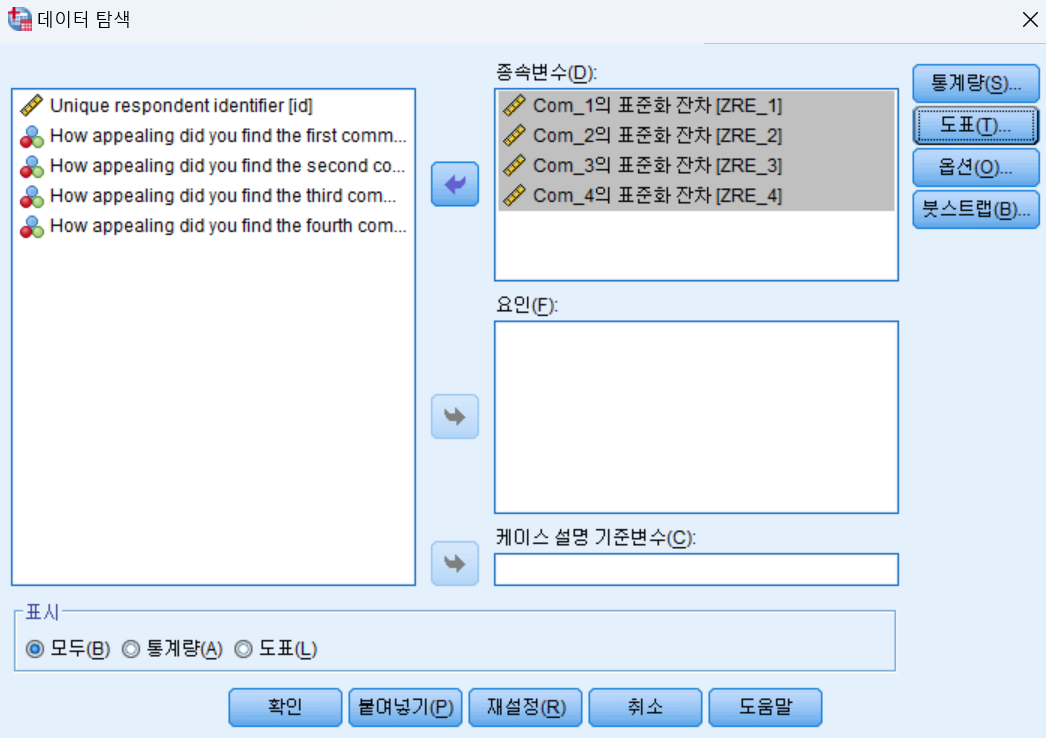 데이터 탐색
Unique respondent identifier [id]
How appealing did you find the first comm...
How appealing did you find the second co...
How appealing did you find the third com...
How appealing did you find the fourth com...
종속변수(D):
Com_1의 표준화 잔차 [ZRE_1]
Com_2의 표준화 잔차 [ZRE_2]
Com_3의 표준화 잔차 [ZRE_3]
Com_4의 표준화 잔차 [ZRE_4]
통계량(S)...
도표(T)...
옵션(O)...
붓스트랩(B)...
요인(F):
케이스 설명 기준변수(C):
표시
모두(B) 통계량(A) 도표(L)
확인 붙여넣기(P) 재설정(R) 취소 도움말